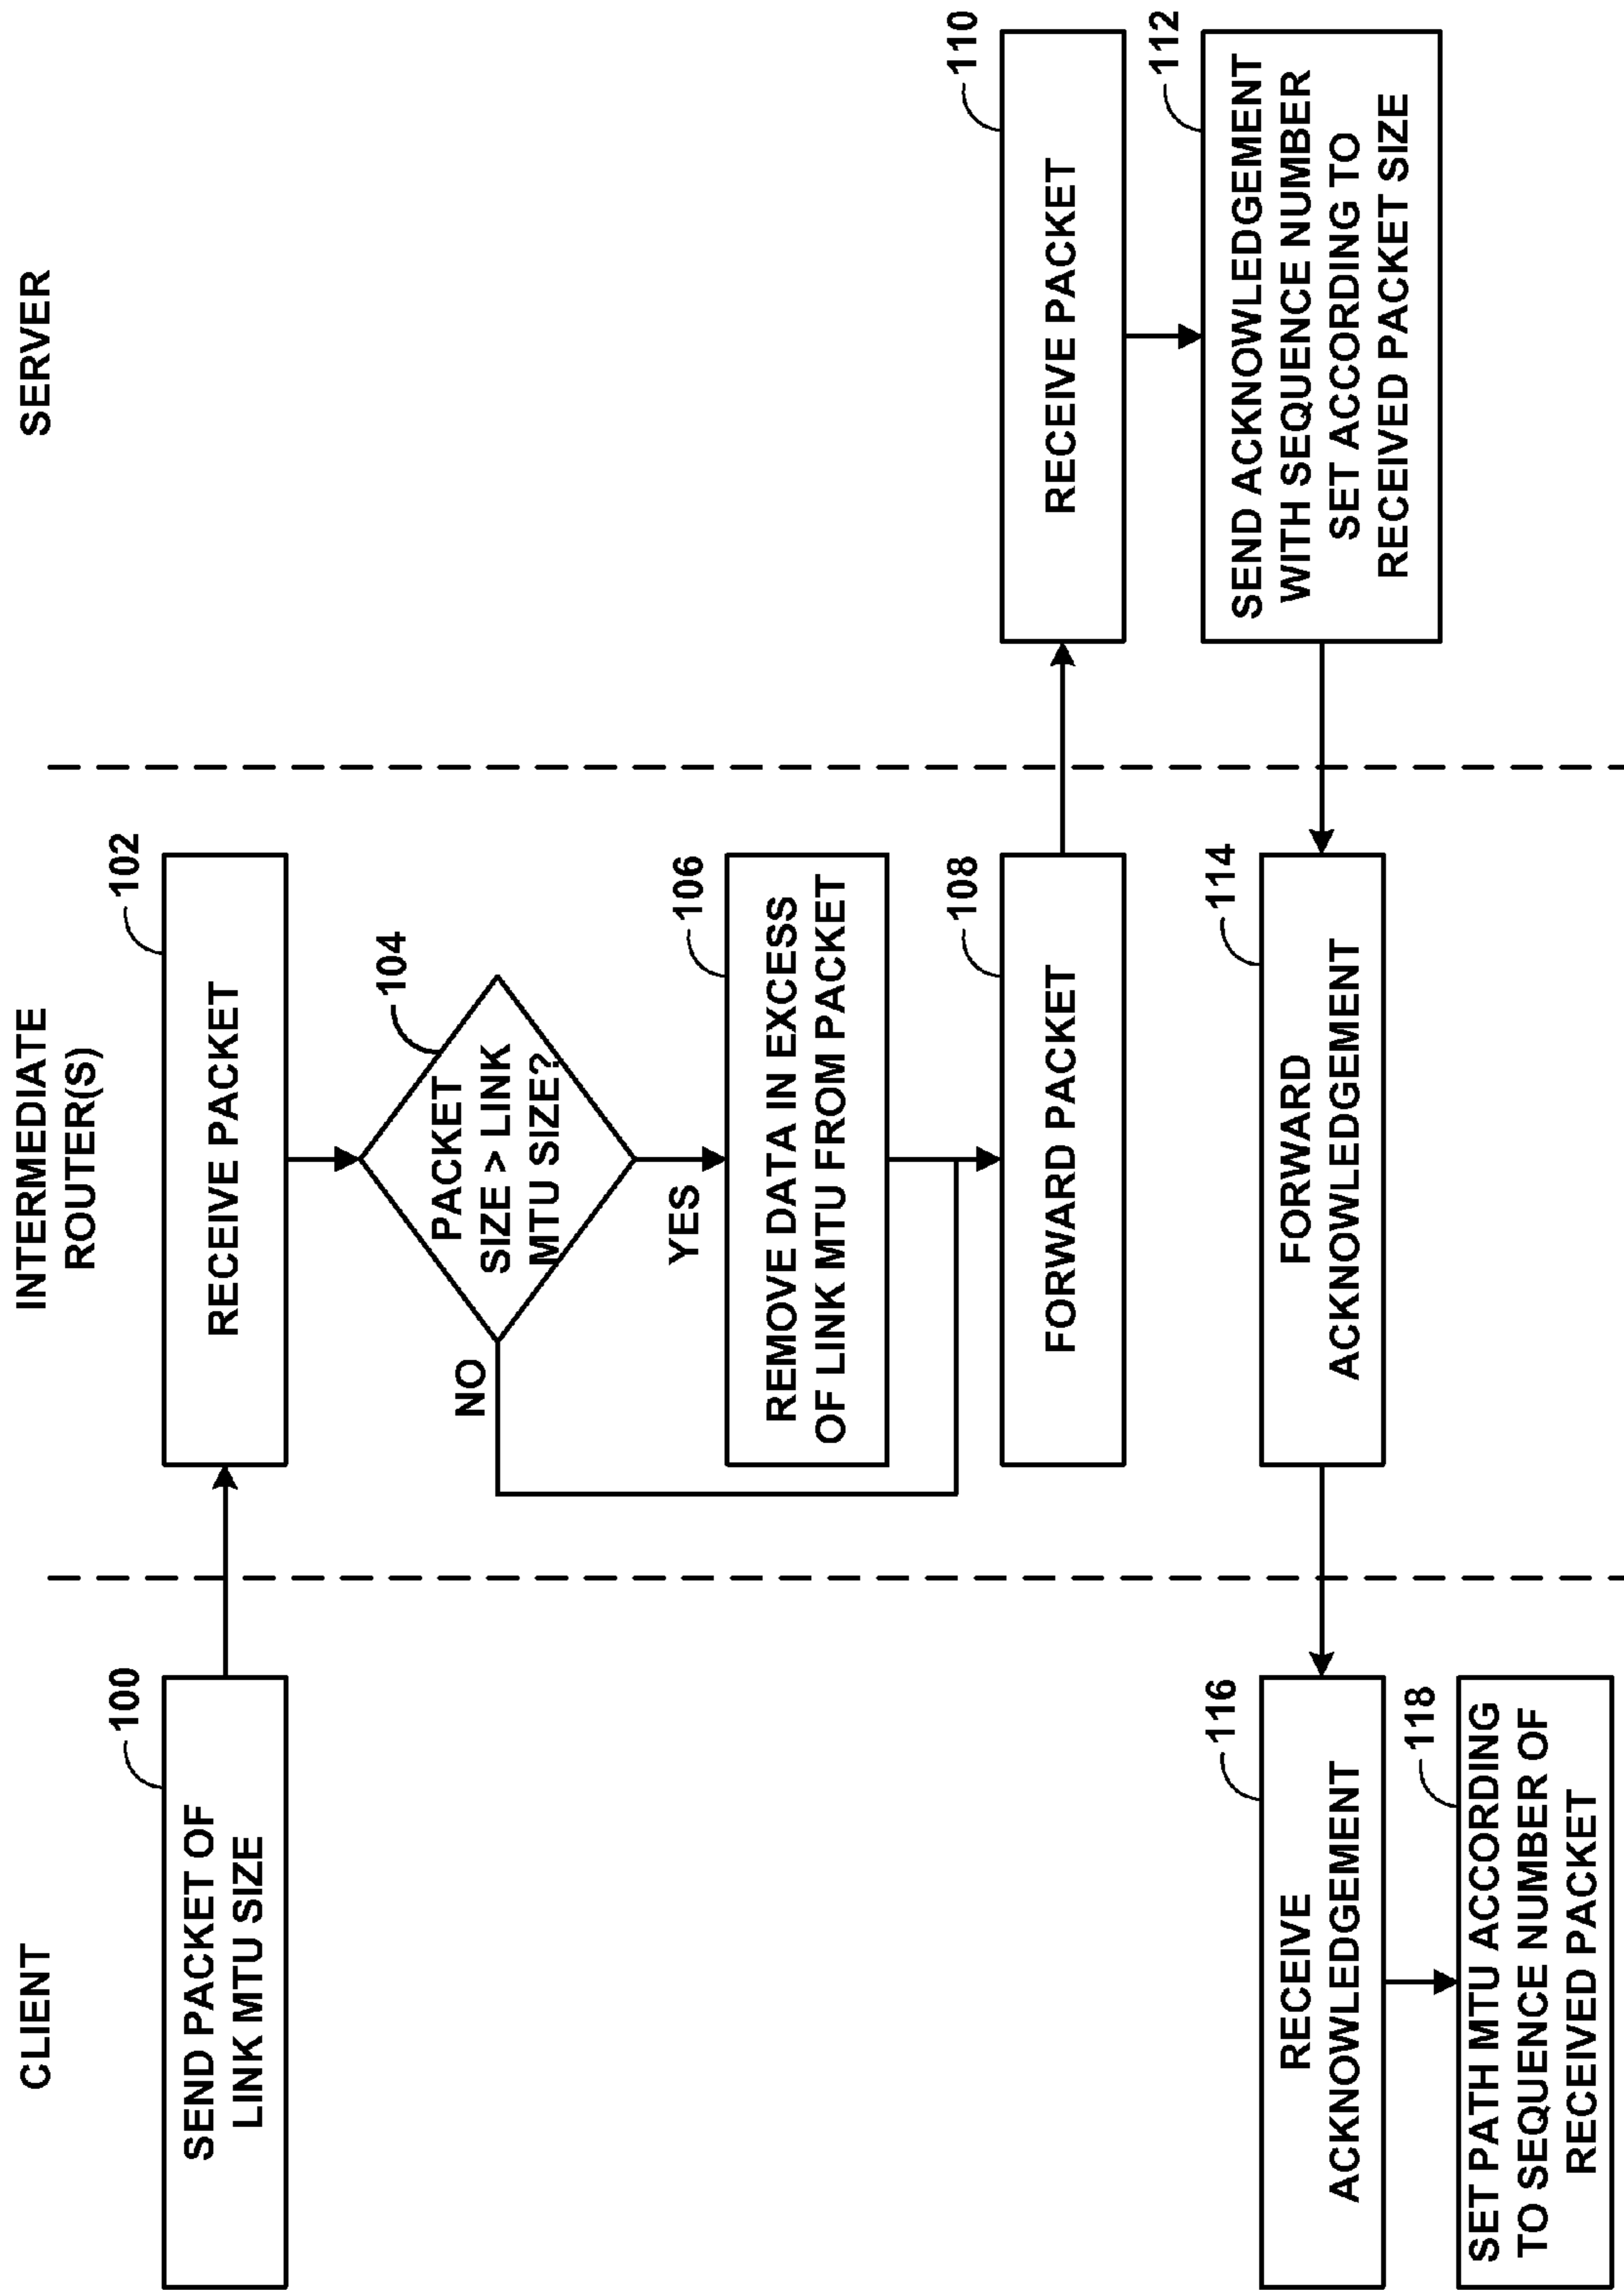 CLIENT
INTERMEDIATE
ROUTER(S)
SERVER
100
SEND PACKET OF
LINK MTU SIZE
102
RECEIVE PACKET
104
PACKET
SIZE > LINK
MTU SIZE?
NO
YES
106
REMOVE DATA IN EXCESS
OF LINK MTU FROM PACKET
108
FORWARD PACKET
110
RECEIVE PACKET
112
SEND ACKNOWLEDGEMENT
WITH SEQUENCE NUMBER
SET ACCORDING TO
RECEIVED PACKET SIZE
114
FORWARD
ACKNOWLEDGEMENT
116
RECEIVE
ACKNOWLEDGEMENT
118
SET PATH MTU ACCORDING
TO SEQUENCE NUMBER OF
RECEIVED PACKET